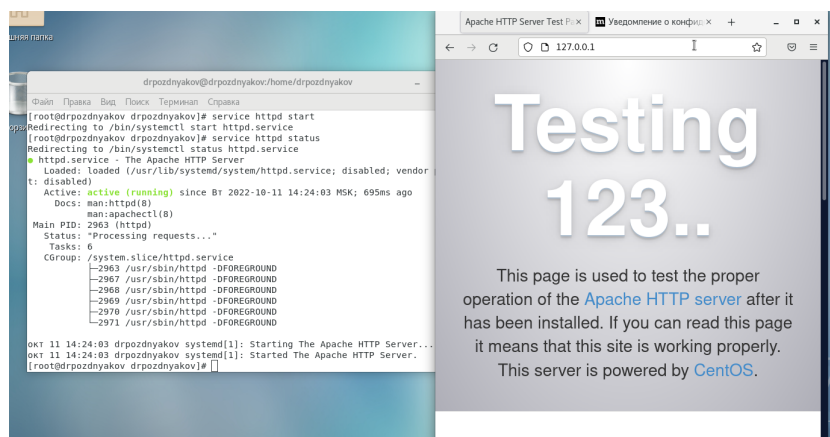 шняя папка
drpozdnyakov@drpozdnyakov:/home/drpozdnyakov
Файл Правка Вид Поиск Терминал Справка
[root@drpozdnyakov drpozdnyakov]# service httpd start
Redirecting to /bin/systemctl start httpd.service
[root@drpozdnyakov drpozdnyakov]# service httpd status
Redirecting to /bin/systemctl status httpd.service
● httpd.service - The Apache HTTP Server
Loaded: loaded (/usr/lib/systemd/system/httpd.service; disabled; vendor
t: disabled)
Active: active (running) since Вт 2022-10-11 14:24:03 MSK; 695ms ago
Docs: man:httpd(8)
man:apachectl(8)
Main PID: 2963 (httpd)
Status: "Processing requests..."
Tasks: 6
CGroup: /system.slice/httpd.service
├─2963 /usr/sbin/httpd -DFOREGROUND
├─2967 /usr/sbin/httpd -DFOREGROUND
├─2968 /usr/sbin/httpd -DFOREGROUND
├─2969 /usr/sbin/httpd -DFOREGROUND
├─2970 /usr/sbin/httpd -DFOREGROUND
└─2971 /usr/sbin/httpd -DFOREGROUND
окт 11 14:24:03 drpozdnyakov systemd[1]: Starting The Apache HTTP Server...
окт 11 14:24:03 drpozdnyakov systemd[1]: Started The Apache HTTP Server.
[root@drpozdnyakov drpozdnyakov]#
Apache HTTP Server Test Pa
m Уведомление о конфид
127.0.0.1
Testing
123..
This page is used to test the proper
operation of the Apache HTTP server after it
has been installed. If you can read this page
it means that this site is working properly.
This server is powered by CentOS.